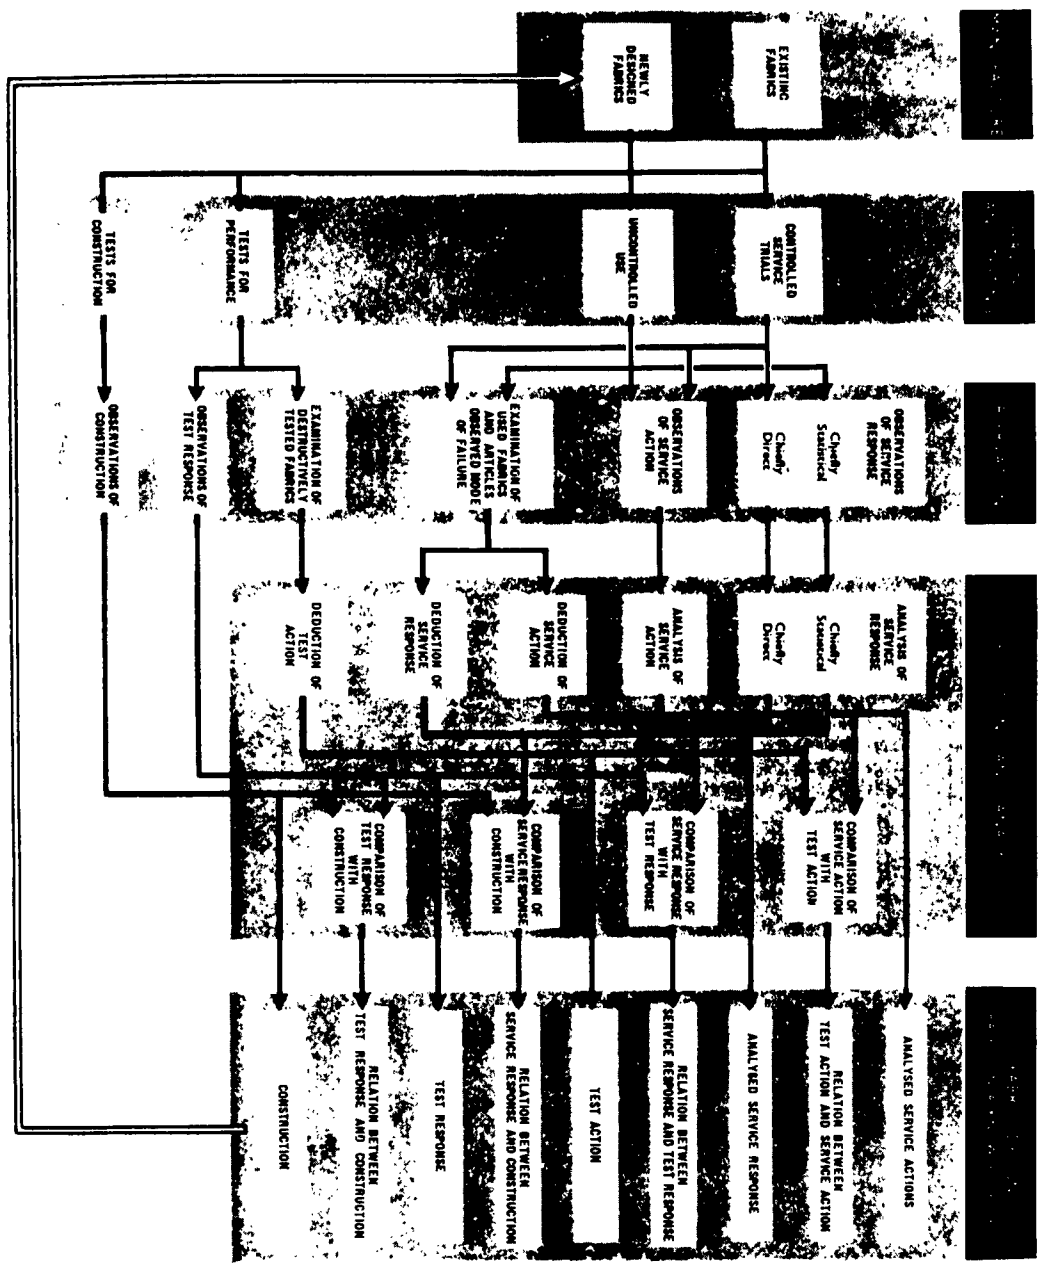 EXISTING
FABRICS
NEWLY
DESIGNED
FABRICS
CONTROLLED
SERVICE
TRIALS
UNCONTROLLED
USE
TESTS FOR
PERFORMANCE
TESTS FOR
CONSTRUCTION
OBSERVATIONS
OF SERVICE
RESPONSE
Chiefly
Statistical
Chiefly
Direct
OBSERVATIONS
OF SERVICE
ACTION
EXAMINATION OF
USED FABRICS
AND ARTICLES
OBSERVED MODE
OF FAILURE
EXAMINATION OF
DESTRUCTIVELY
TESTED FABRICS
OBSERVATIONS OF
TEST RESPONSE
OBSERVATIONS OF
CONSTRUCTION
ANALYSIS OF
SERVICE
RESPONSE
Chiefly
Statistical
Chiefly
Direct
ANALYSIS OF
SERVICE
ACTION
DEDUCTION OF
SERVICE
ACTION
DEDUCTION OF
SERVICE
RESPONSE
DEDUCTION OF
TEST
ACTION
COMPARISON OF
SERVICE ACTION
WITH
TEST ACTION
COMPARISON OF
SERVICE RESPONSE
WITH
TEST RESPONSE
COMPARISON OF
SERVICE RESPONSE
WITH
CONSTRUCTION
COMPARISON OF
TEST RESPONSE
WITH
CONSTRUCTION
ANALYSED SERVICE ACTIONS
RELATION BETWEEN
TEST ACTION AND SERVICE ACTION
ANALYSED SERVICE RESPONSE
RELATION BETWEEN
SERVICE RESPONSE AND TEST RESPONSE
TEST ACTION
RELATION BETWEEN
SERVICE RESPONSE AND CONSTRUCTION
TEST RESPONSE
RELATION BETWEEN
TEST RESPONSE AND CONSTRUCTION
CONSTRUCTION